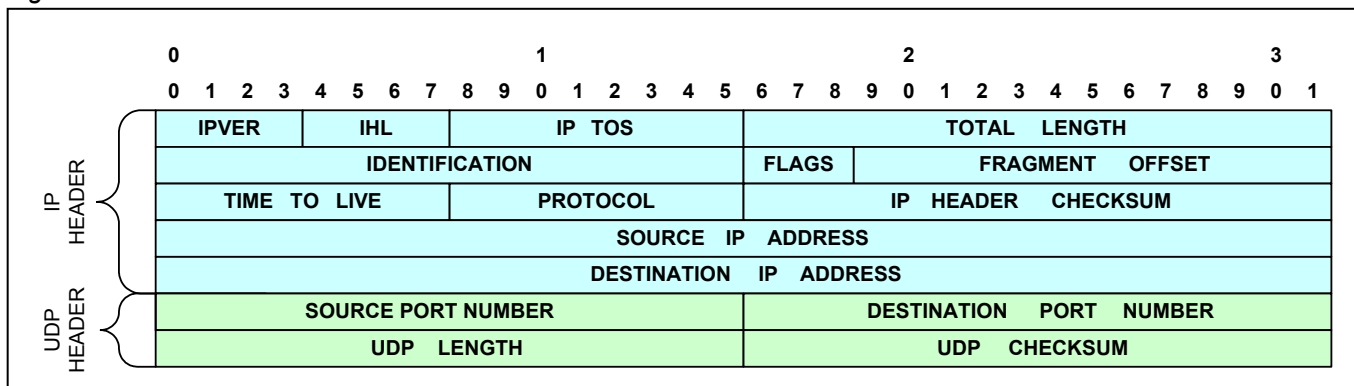 0 1 2 3
0 1 2 3 4 5 6 7 8 9 0 1 2 3 4 5 6 7 8 9 0 1 2 3 4 5 6 7 8 9 0 1
IP HEADER
IPVER IHL IP TOS TOTAL LENGTH
IDENTIFICATION FLAGS FRAGMENT OFFSET
TIME TO LIVE PROTOCOL IP HEADER CHECKSUM
SOURCE IP ADDRESS
DESTINATION IP ADDRESS
UDP HEADER
SOURCE PORT NUMBER DESTINATION PORT NUMBER
UDP LENGTH UDP CHECKSUM